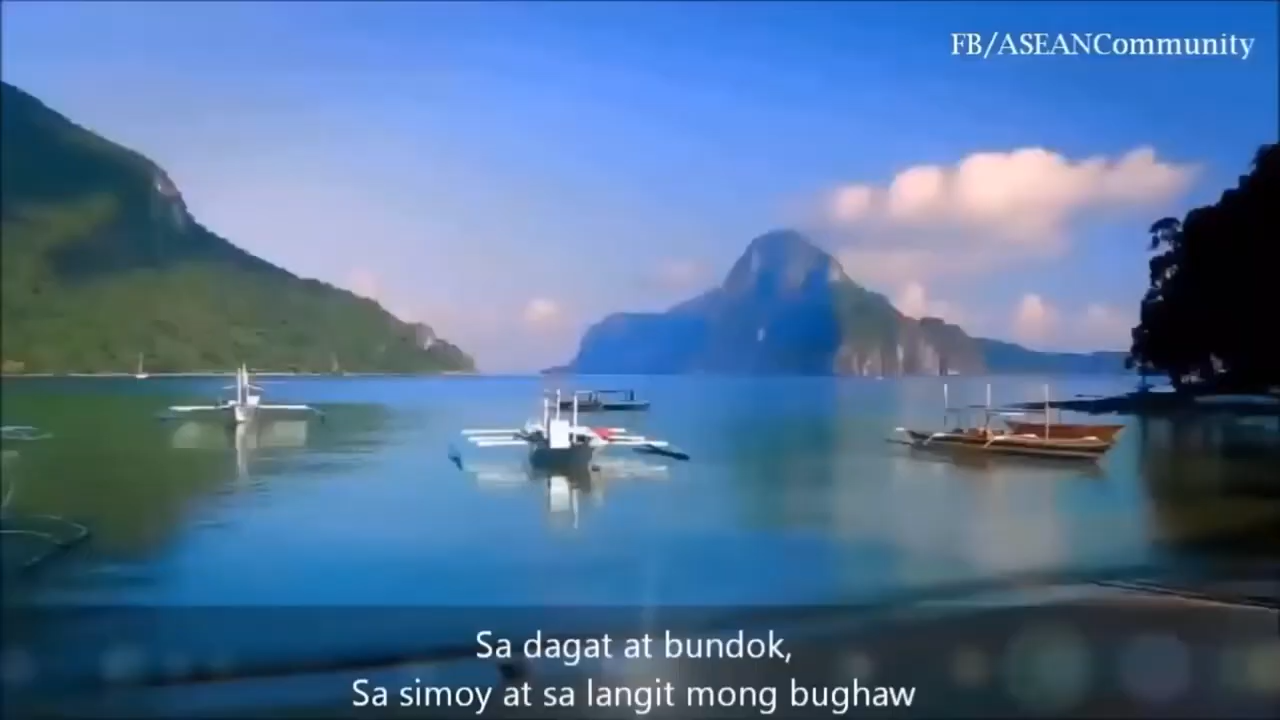 FB/ASEANCommunity
Sa dagat at bundok,
Sa simoy at sa langit mong bughaw